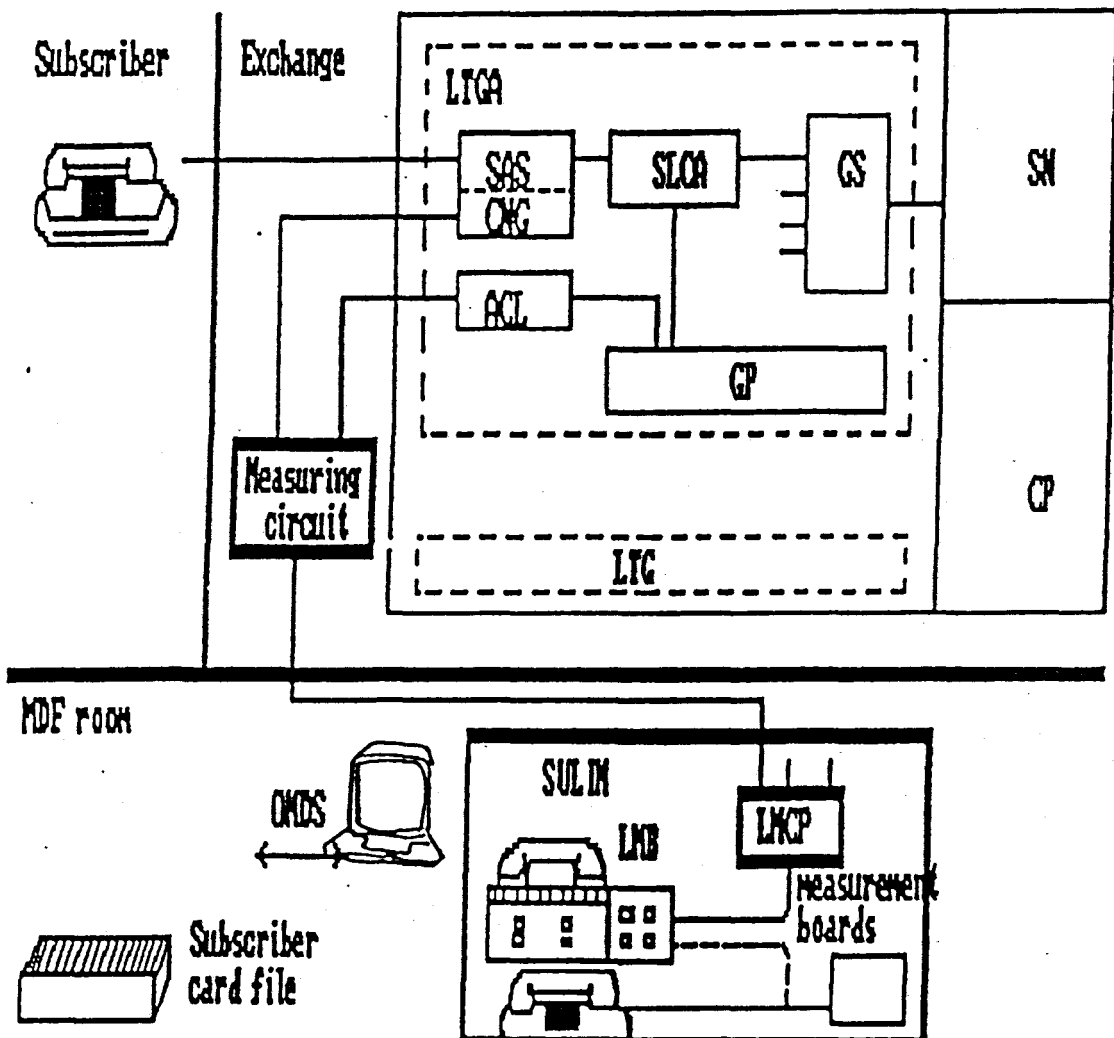 Subscriber
Exchange
LTGA
SAS
CNG
SLCA
GS
SN
ACL
GP
Measuring
circuit
CP
LTG
MDF room
OMDS
SULIM
LMB
LMCP
measurement
boards
Subscriber
card file